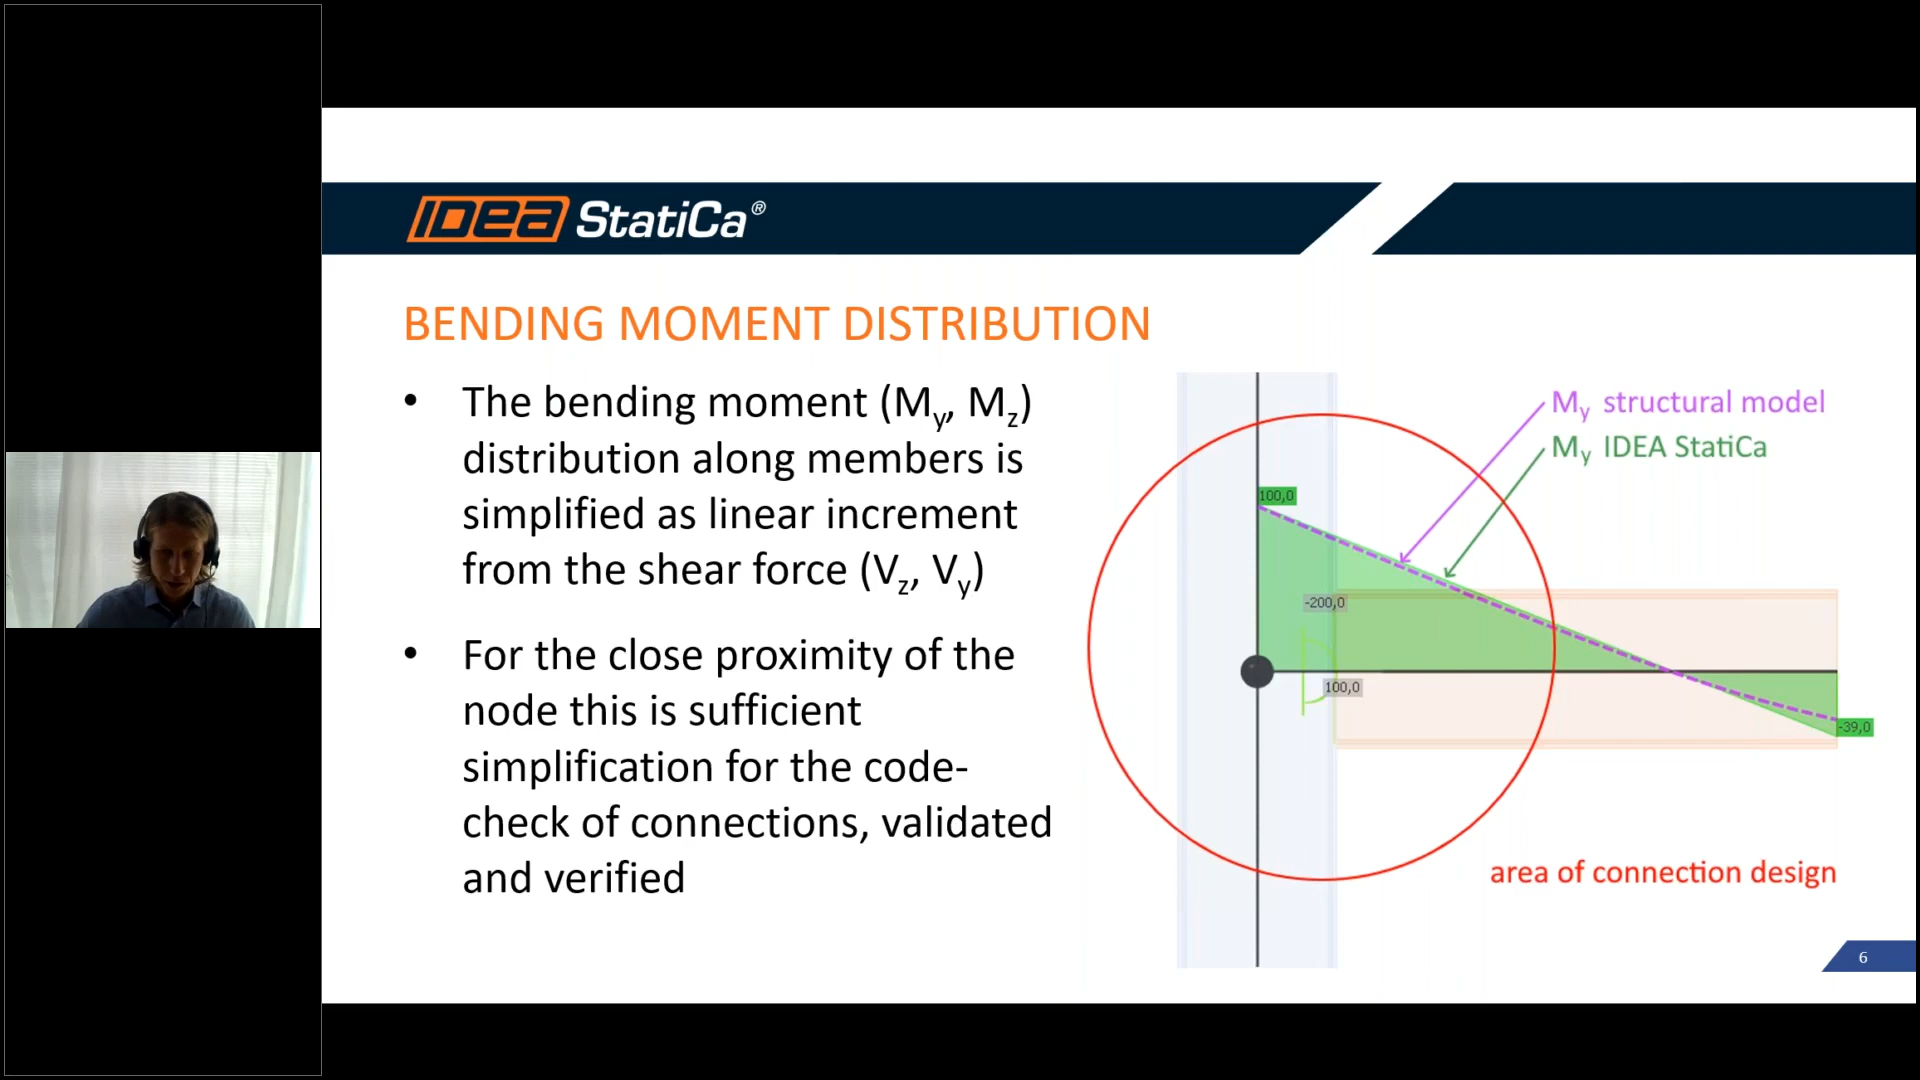 IDEA StatiCa®
BENDING MOMENT DISTRIBUTION
• The bending moment (My, Mz)
distribution along members is
simplified as linear increment
from the shear force (Vz, Vy)
• For the close proximity of the
node this is sufficient
simplification for the code-
check of connections, validated
and verified
My structural model
My IDEA StatiCa
100,0
-200,0
100,0
-39,0
area of connection design
6